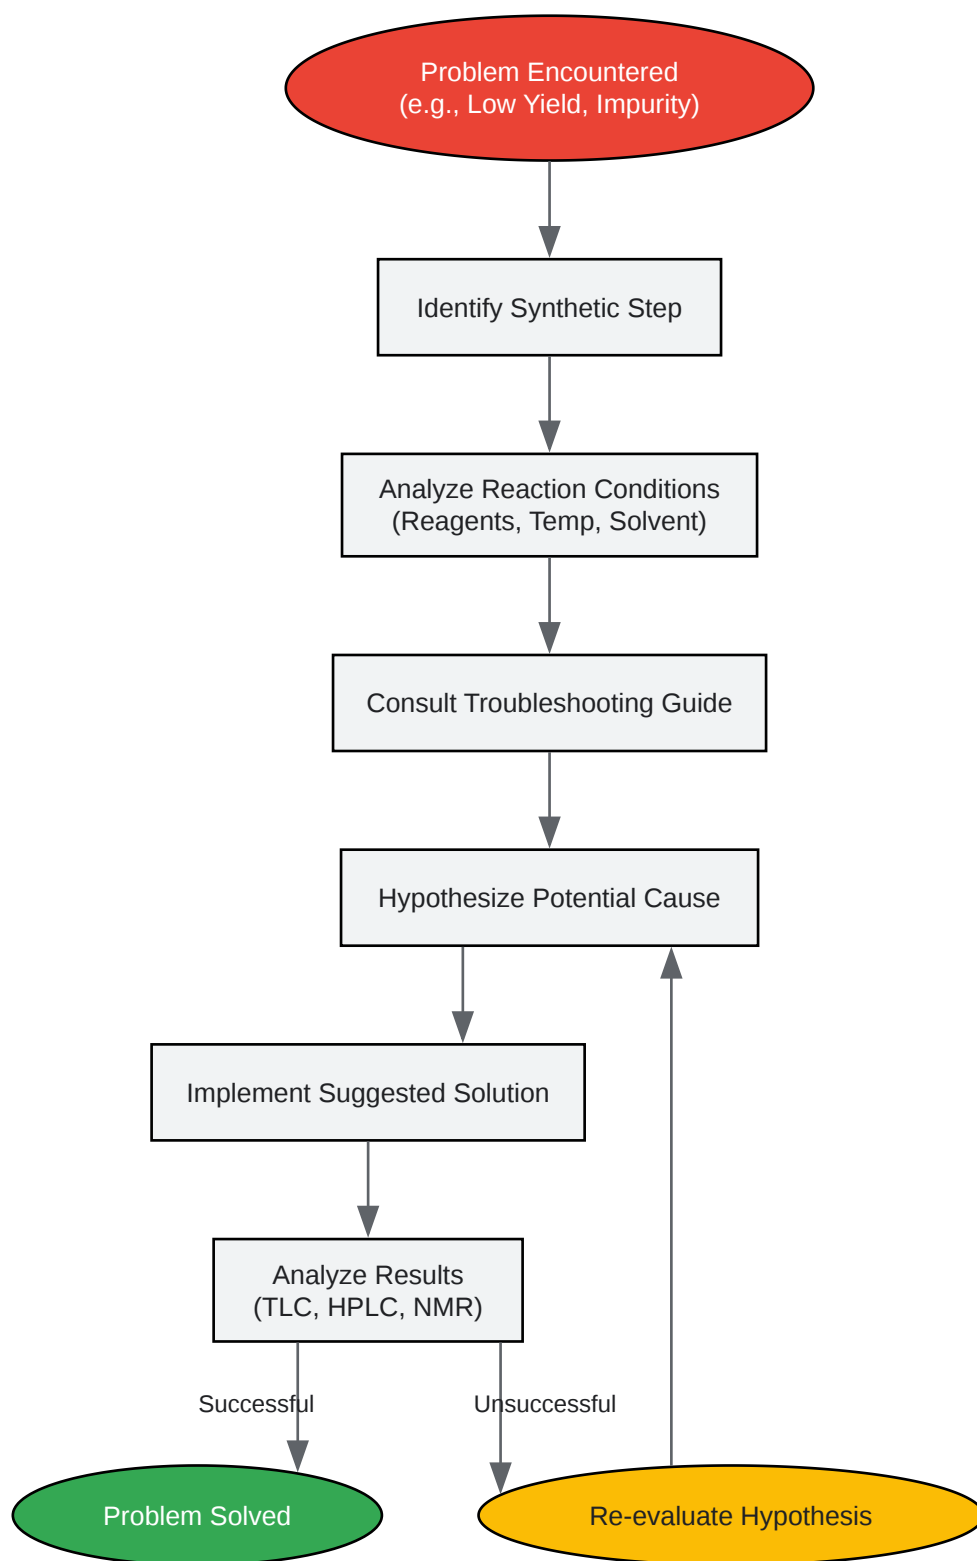 Problem Encountered
(e.g., Low Yield, Impurity)
Identify Synthetic Step
Analyze Reaction Conditions
(Reagents, Temp, Solvent)
Consult Troubleshooting Guide
Hypothesize Potential Cause
Implement Suggested Solution
Analyze Results
(TLC, HPLC, NMR)
Successful
Unsuccessful
Problem Solved
Re-evaluate Hypothesis